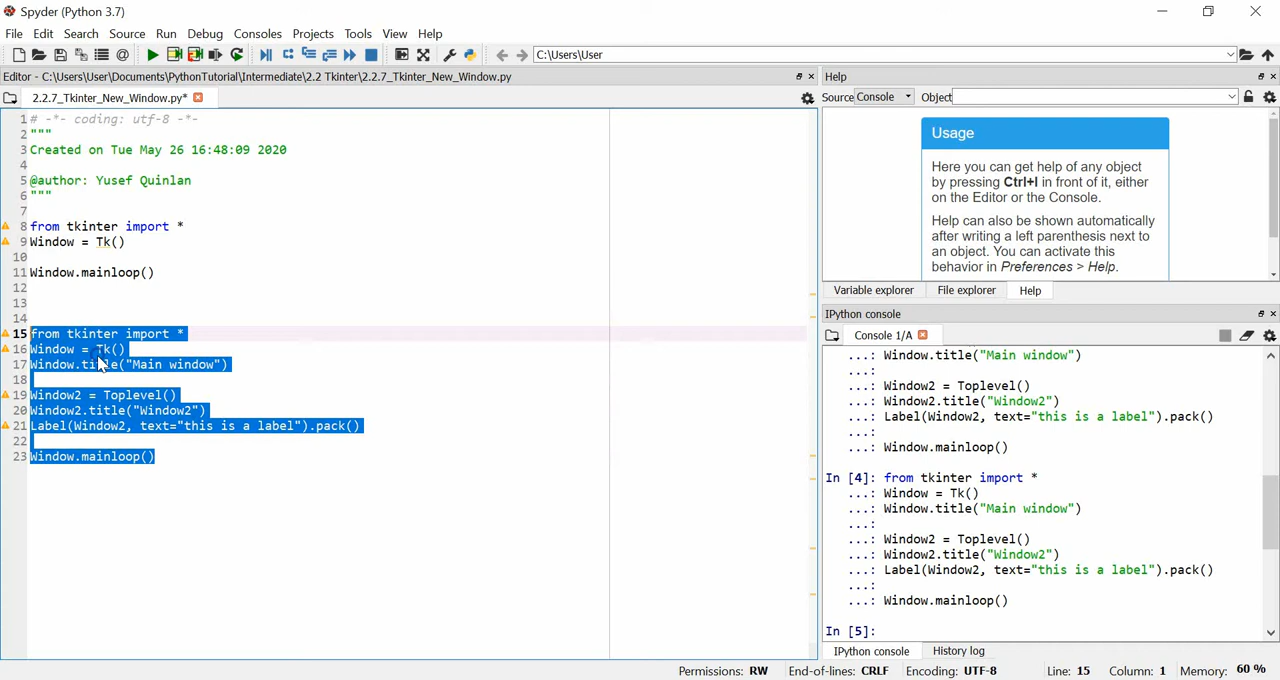 Spyder (Python 3.7)
File Edit Search Source Run Debug Consoles Projects Tools View Help
C:\Users\User
Editor - C:\Users\User\Documents\PythonTutorial\Intermediate\2.2 Tkinter\2.2.7_Tkinter_New_Window.py
2.2.7_Tkinter_New_Window.py*
1 # -*- coding: utf-8 -*-
2 """
3 Created on Tue May 26 16:48:09 2020
4
5 @author: Yusef Quinlan
6 """
7
8 from tkinter import *
9 Window = Tk()
10
11 Window.mainloop()
12
13
14
15 from tkinter import *
16 Window = Tk()
17 Window.title("Main window")
18
19 Window2 = Toplevel()
20 Window2.title("Window2")
21 Label(Window2, text="this is a label").pack()
22
23 Window.mainloop()
Help
Source Console Object
Usage
Here you can get help of any object
by pressing Ctrl+I in front of it, either
on the Editor or the Console.
Help can also be shown automatically
after writing a left parenthesis next to
an object. You can activate this
behavior in Preferences > Help.
Variable explorer File explorer Help
IPython console
Console 1/A
...: Window.title("Main window")
...:
...: Window2 = Toplevel()
...: Window2.title("Window2")
...: Label(Window2, text="this is a label").pack()
...:
...: Window.mainloop()
In [4]: from tkinter import *
...: Window = Tk()
...: Window.title("Main window")
...:
...: Window2 = Toplevel()
...: Window2.title("Window2")
...: Label(Window2, text="this is a label").pack()
...:
...: Window.mainloop()
In [5]:
IPython console History log
Permissions: RW End-of-lines: CRLF Encoding: UTF-8 Line: 15 Column: 1 Memory: 60 %